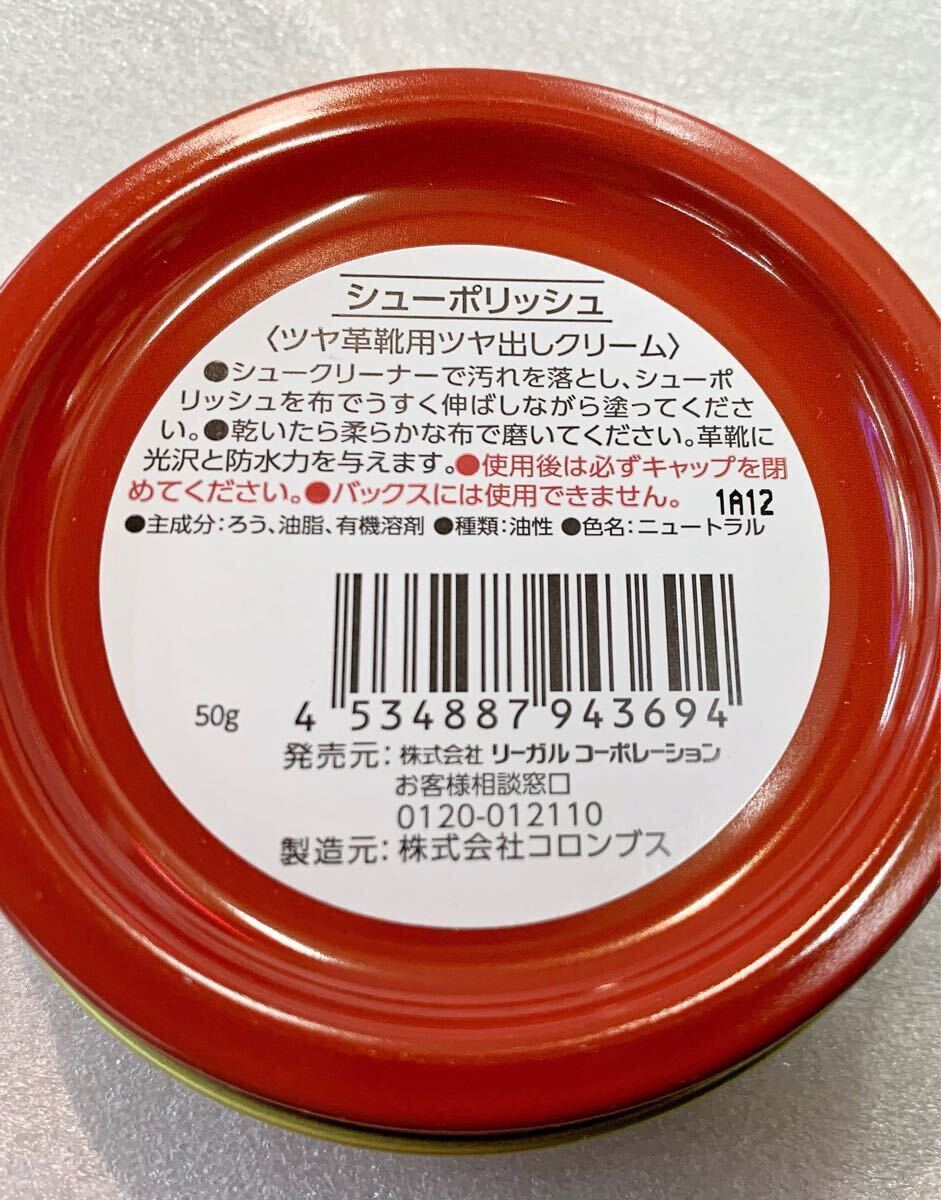 シューポリッシュ
〈ツヤ革靴用ツヤ出しクリーム〉
●シュークリーナーで汚れを落とし、シューポ
リッシュを布でうすく伸ばしながら塗ってくださ
い。●乾いたら柔らかな布で磨いてください。革靴に
光沢と防水力を与えます。●使用後は必ずキャップを閉
めてください。●バックスには使用できません。 1A12
●主成分：ろう、油脂、有機溶剤 ●種類：油性 ●色名：ニュートラル
50g 4 534887 943694
発売元：株式会社 リーガル コーポレーション
お客様相談窓口
0120-012110
製造元：株式会社コロンブス